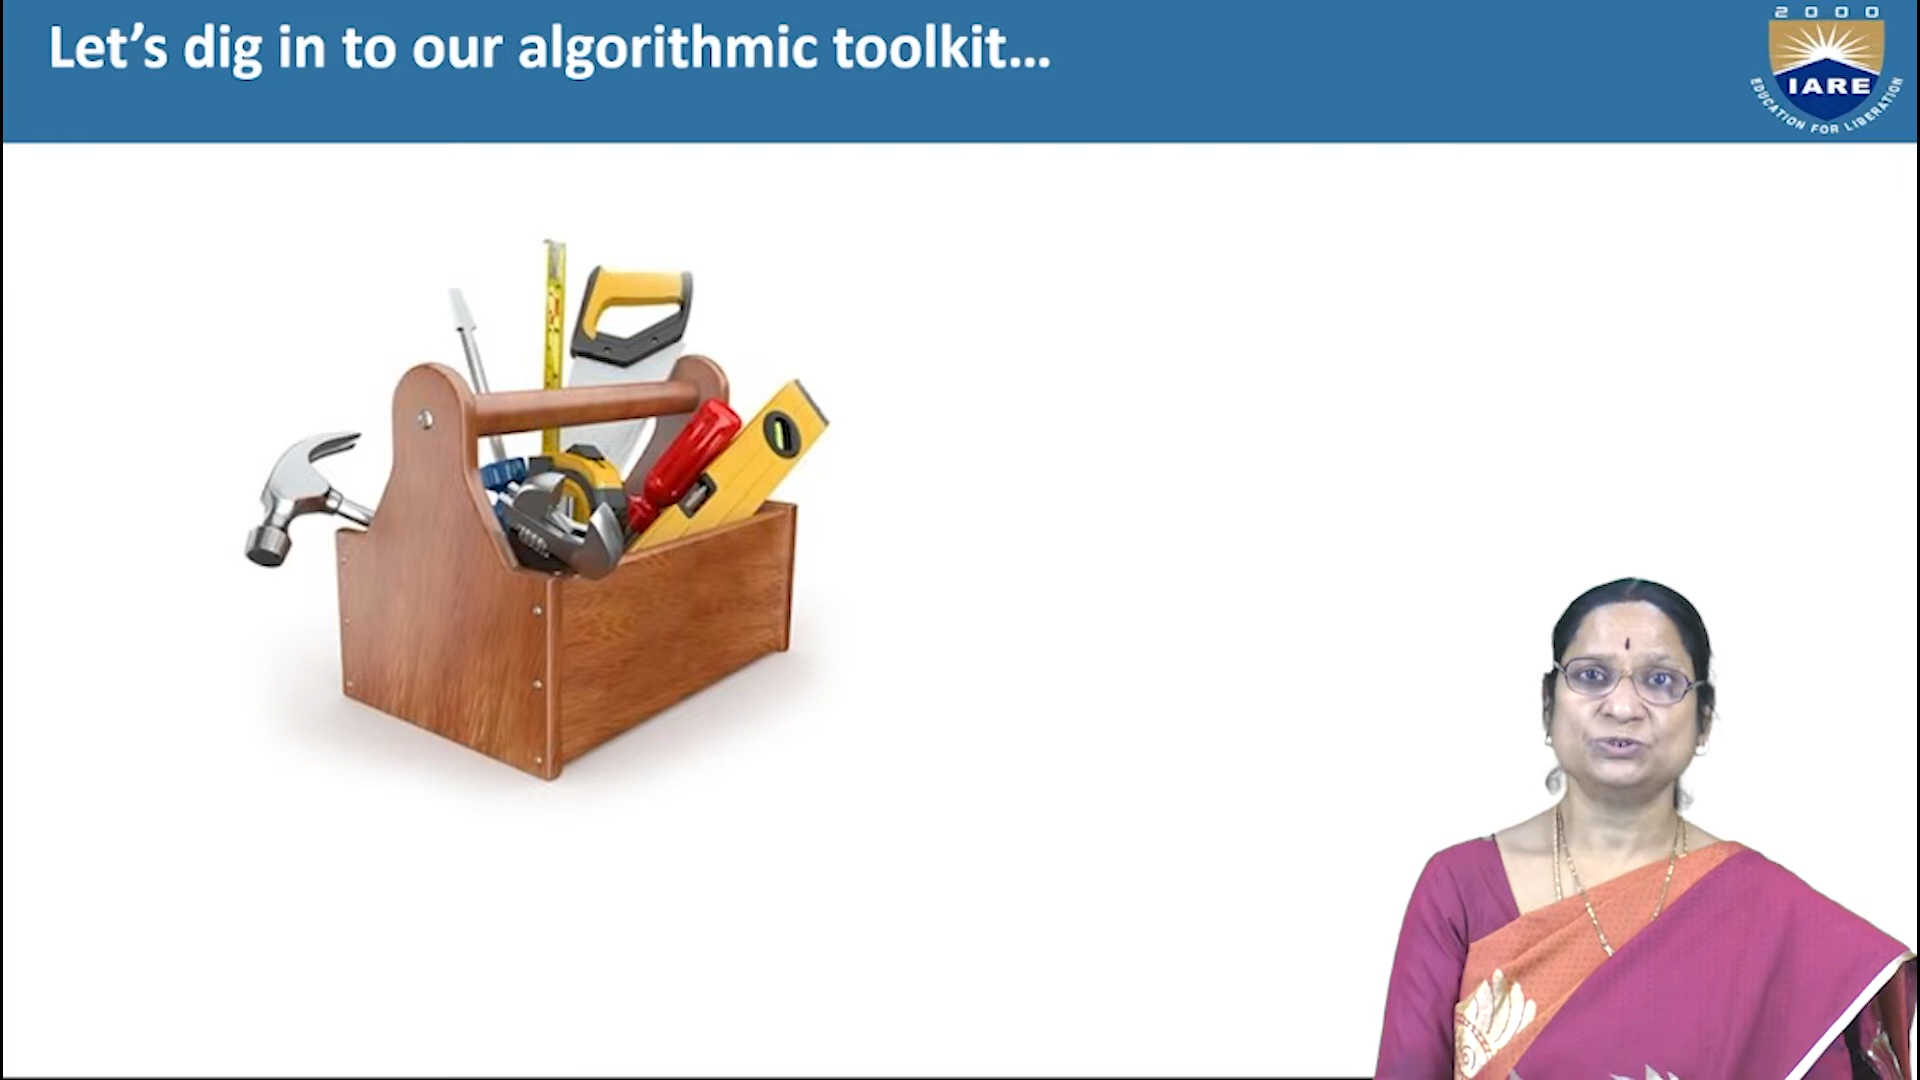 Let’s dig in to our algorithmic toolkit...
2000
IARE
EDUCATION FOR LIBERATION